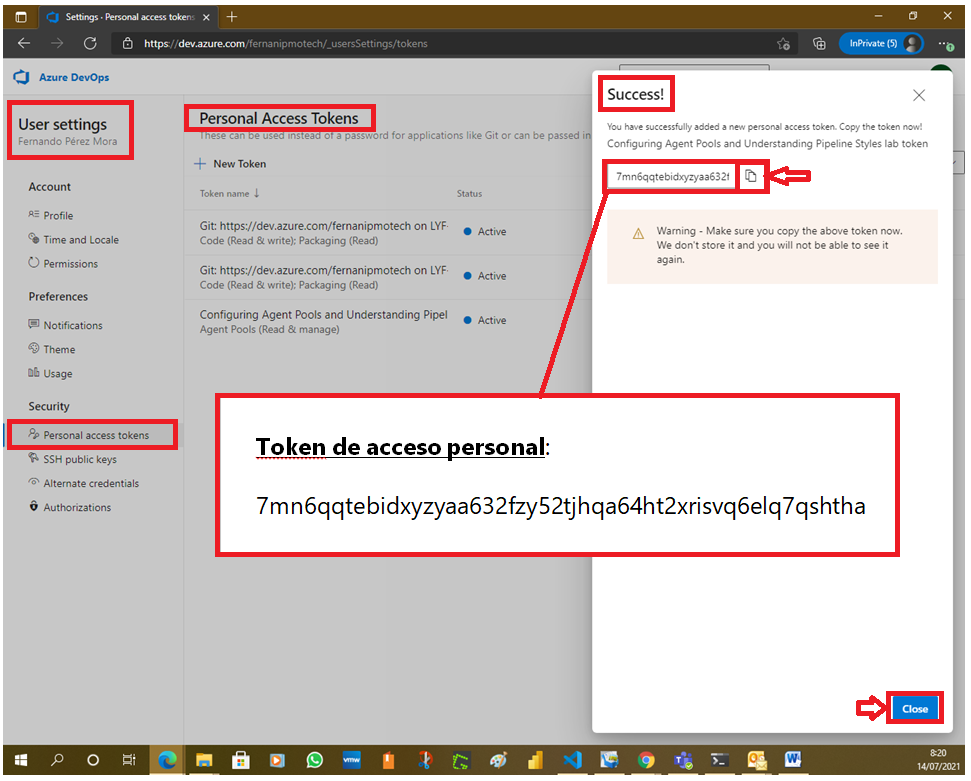 Settings - Personal access tokens
https://dev.azure.com/fernanipmotech/_usersSettings/tokens
InPrivate (5)
Azure DevOps
User settings
Fernando Pérez Mora
Account
Profile
Time and Locale
Permissions
Preferences
Notifications
Theme
Usage
Security
Personal access tokens
SSH public keys
Alternate credentials
Authorizations
Personal Access Tokens
These can be used instead of a password for applications like Git or can be passed in
New Token
Token name ↓ Status
Git: https://dev.azure.com/fernanipmotech on LYF-
Code (Read & write); Packaging (Read)
Active
Git: https://dev.azure.com/fernanipmotech on LYF-
Code (Read & write); Packaging (Read)
Active
Configuring Agent Pools and Understanding Pipel
Agent Pools (Read & manage)
Active
Success!
You have successfully added a new personal access token. Copy the token now!
Configuring Agent Pools and Understanding Pipeline Styles lab token
7mn6qqtebidxyzyaa632f
Warning - Make sure you copy the above token now.
We don't store it and you will not be able to see it
again.
Token de acceso personal:
7mn6qqtebidxyzyaa632fzy52tjhqa64ht2xrisvq6elq7qshtha
Close
vmw
8:20
14/07/2021